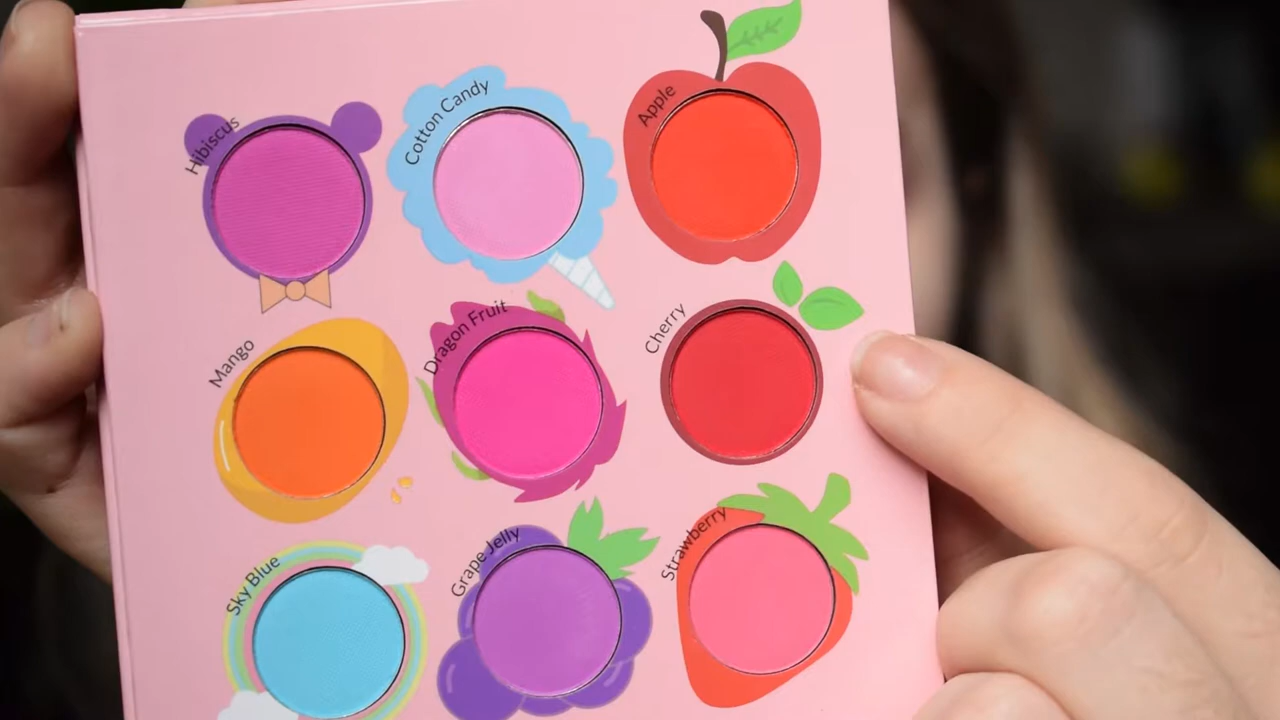 Hibiscus
Cotton Candy
Apple
Mango
Dragon Fruit
Cherry
Sky Blue
Grape Jelly
Strawberry